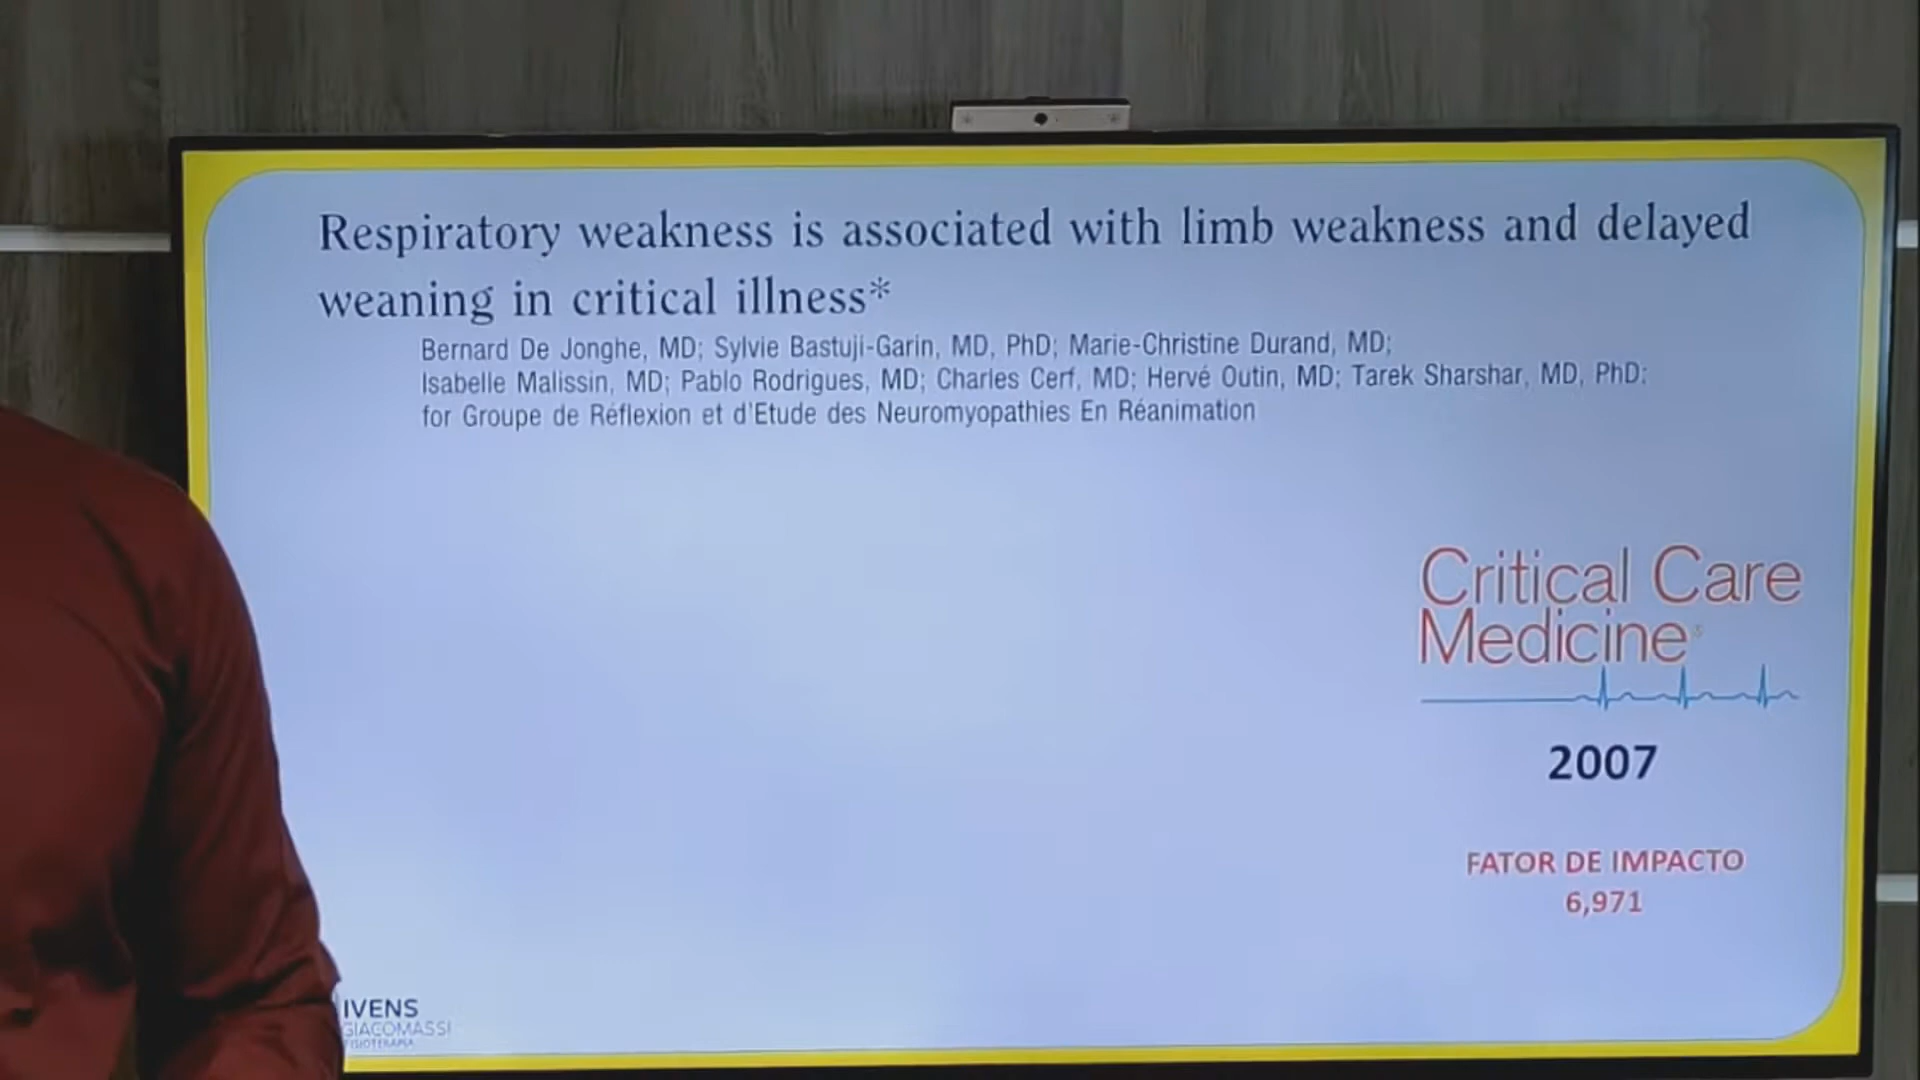 Respiratory weakness is associated with limb weakness and delayed
weaning in critical illness*
Bernard De Jonghe, MD; Sylvie Bastuji-Garin, MD, PhD; Marie-Christine Durand, MD;
Isabelle Malissin, MD; Pablo Rodrigues, MD; Charles Cerf, MD; Hervé Outin, MD; Tarek Sharshar, MD, PhD;
for Groupe de Réflexion et d'Etude des Neuromyopathies En Réanimation
Critical Care
Medicine
2007
FATOR DE IMPACTO
6,971
IVENS
GIACOMASSI
FISIOTERAPIA